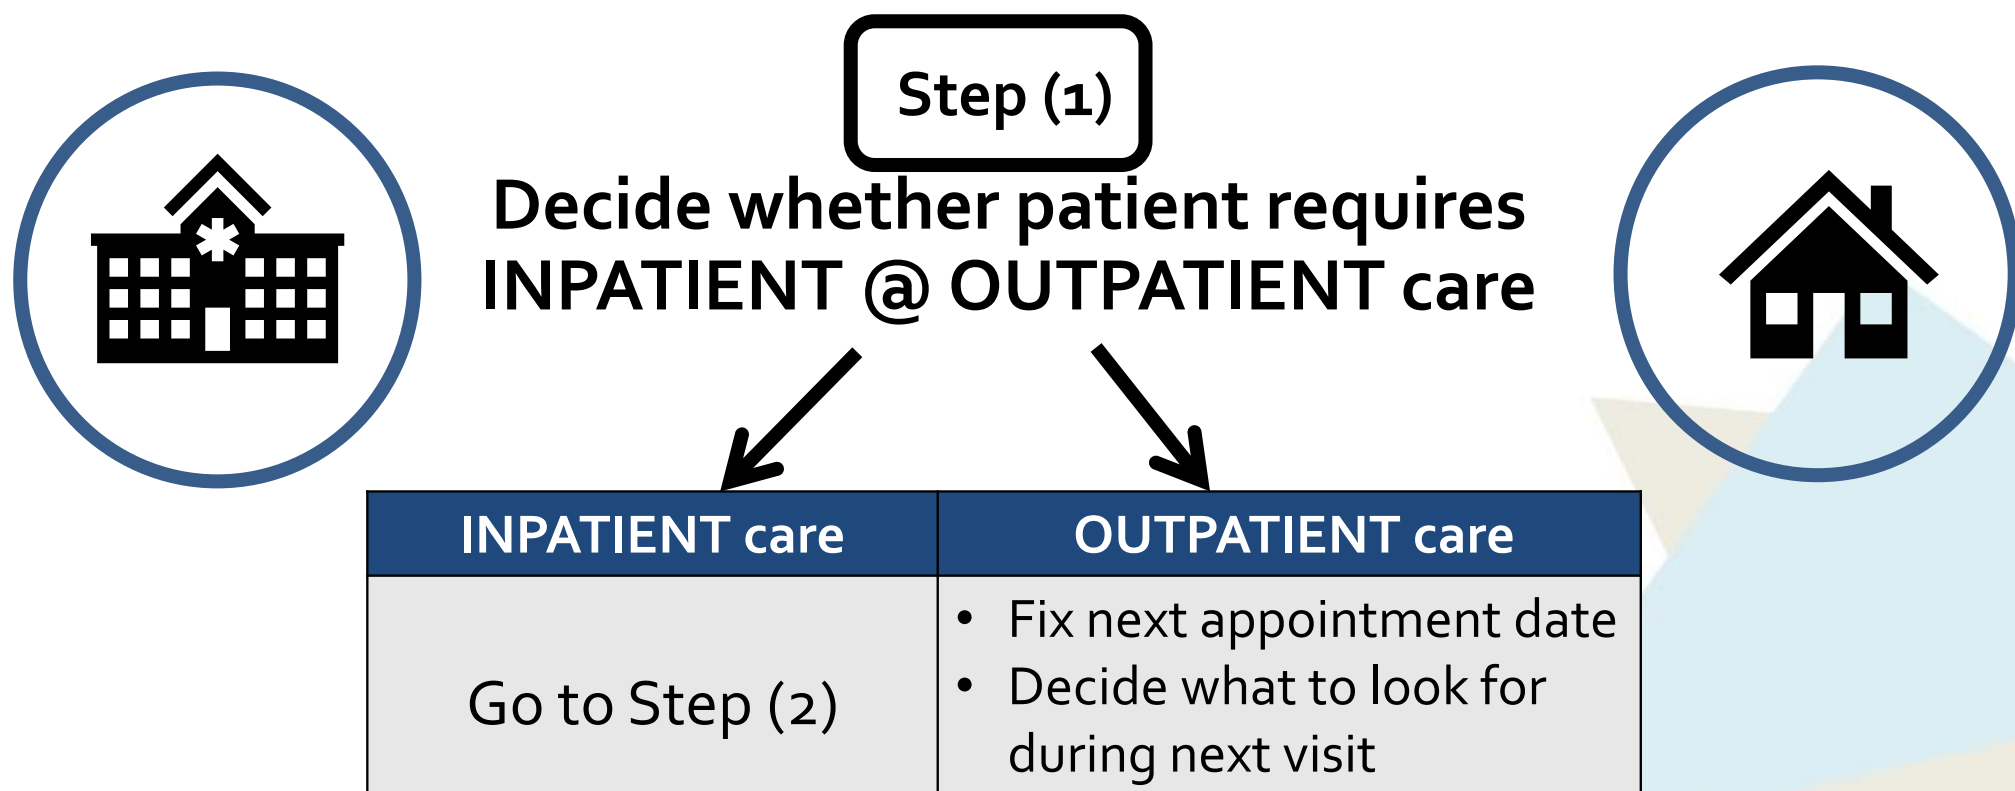 Step (1)
Decide whether patient requires
INPATIENT @ OUTPATIENT care
INPATIENT care
OUTPATIENT care
Go to Step (2)
• Fix next appointment date
• Decide what to look for
during next visit